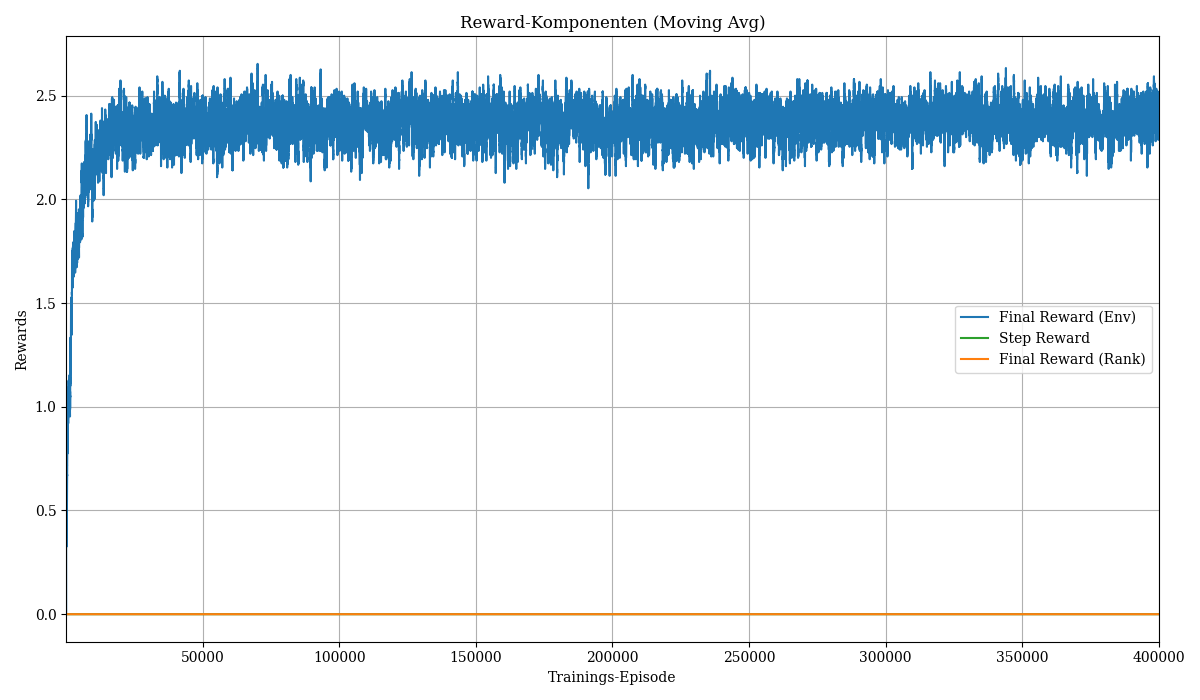 Reward-Komponenten (Moving Avg)
2.5
2.0
1.5
1.0
0.5
0.0
Rewards
Final Reward (Env)
Step Reward
Final Reward (Rank)
50000 100000 150000 200000 250000 300000 350000 400000
Trainings-Episode